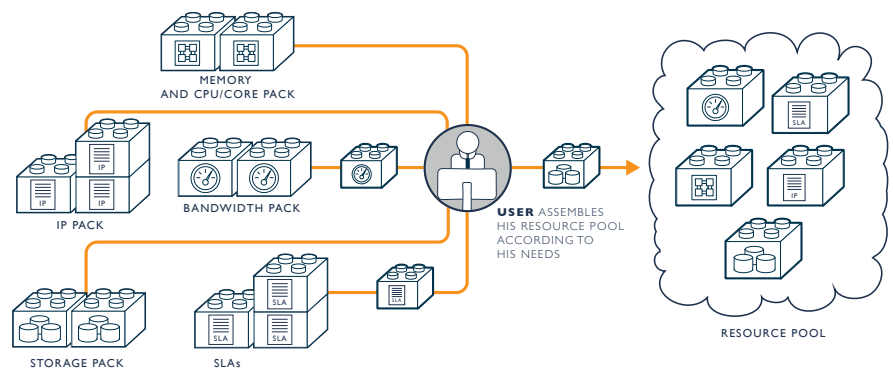 MEMORY
AND CPU/CORE PACK
SLA
IP
IP
IP
IP
BANDWIDTH PACK
IP PACK
USER ASSEMBLES
HIS RESOURCE POOL
ACCORDING TO
HIS NEEDS
SLA
SLA
SLA
SLA
STORAGE PACK
SLAs
RESOURCE POOL